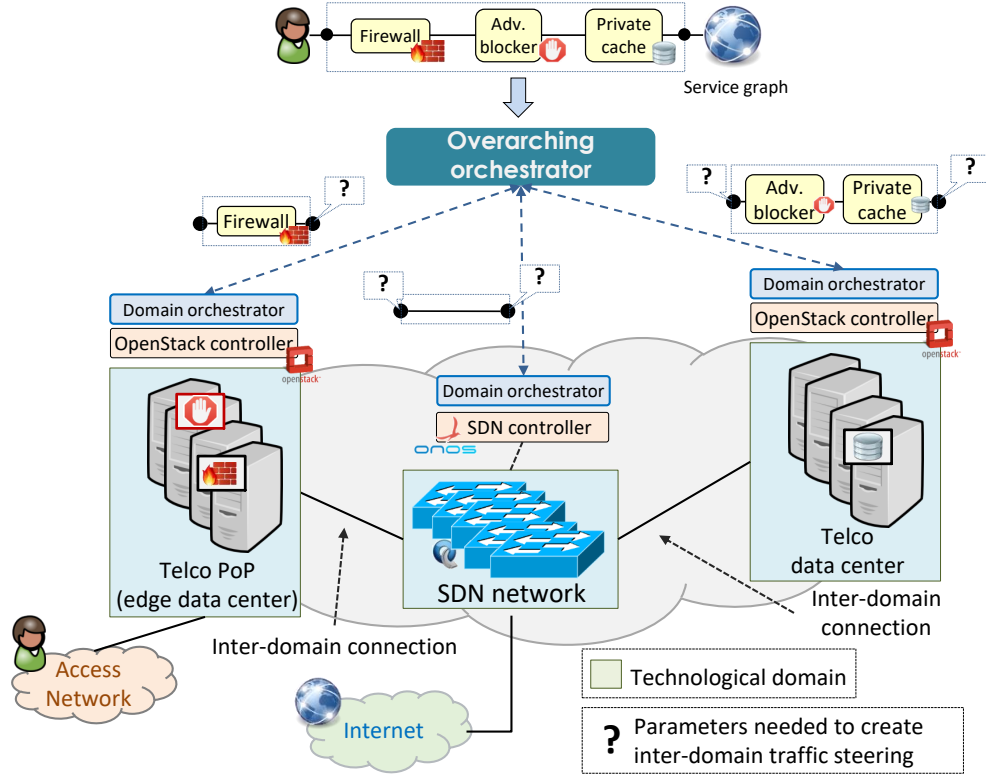 Firewall
Adv.
blocker
Private
cache
Service graph
Overarching
orchestrator
?
Firewall
?
?
Adv.
blocker
Private
cache
?
?
Domain orchestrator
OpenStack controller
openstack
Domain orchestrator
OpenStack controller
openstack
Domain orchestrator
SDN controller
onos
Telco PoP
(edge data center)
SDN network
Telco
data center
Inter-domain connection
Inter-domain
connection
Access
Network
Internet
Technological domain
? Parameters needed to create
inter-domain traffic steering